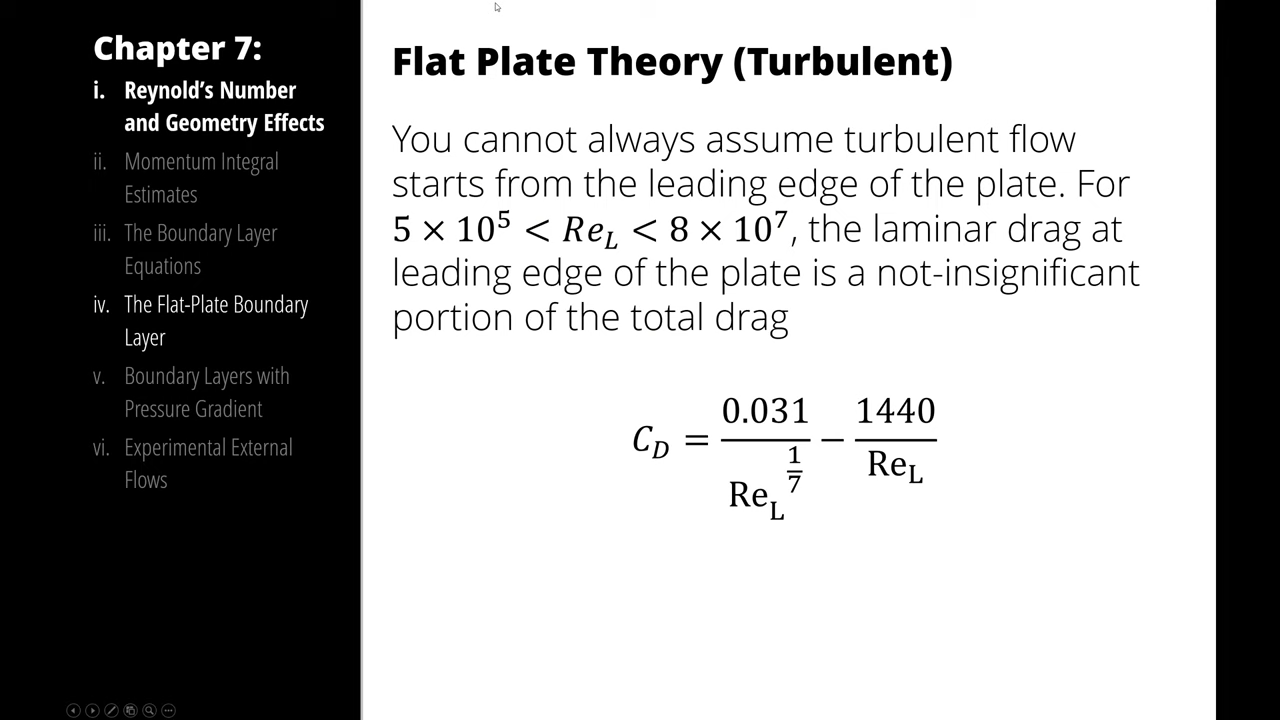 Chapter 7:
i. Reynold's Number
and Geometry Effects
ii. Momentum Integral
Estimates
iii. The Boundary Layer
Equations
iv. The Flat-Plate Boundary
Layer
v. Boundary Layers with
Pressure Gradient
vi. Experimental External
Flows
Flat Plate Theory (Turbulent)
You cannot always assume turbulent flow
starts from the leading edge of the plate. For
5 × 10⁵ < Re_L < 8 × 10⁷, the laminar drag at
leading edge of the plate is a not-insignificant
portion of the total drag
C_D = 0.031 / Re_L^(1/7) − 1440 / Re_L